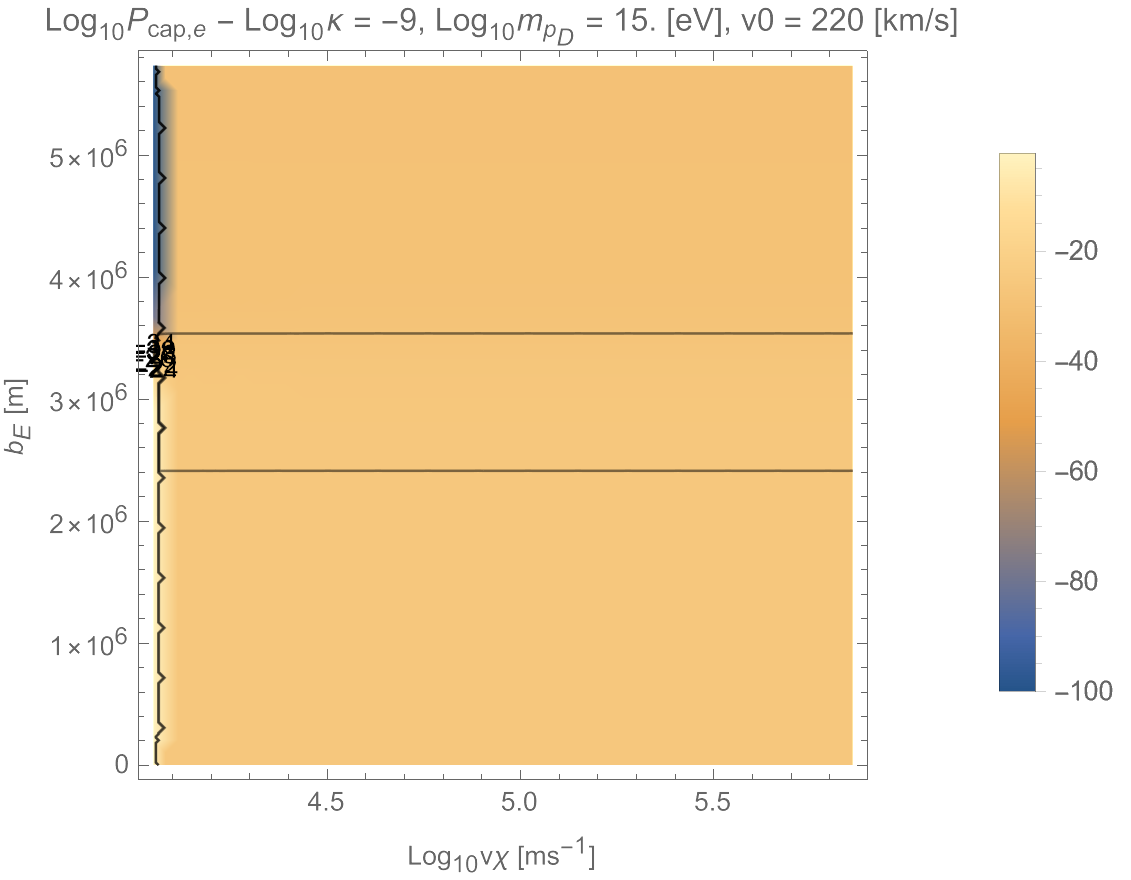 Log10Pcap,e – Log10κ = –9, Log10mpD = 15. [eV], v0 = 220 [km/s]
5×10^6
4×10^6
3×10^6
2×10^6
1×10^6
0
bE [m]
4.5 5.0 5.5
Log10vχ [ms^−1]
–20
–40
–60
–80
–100